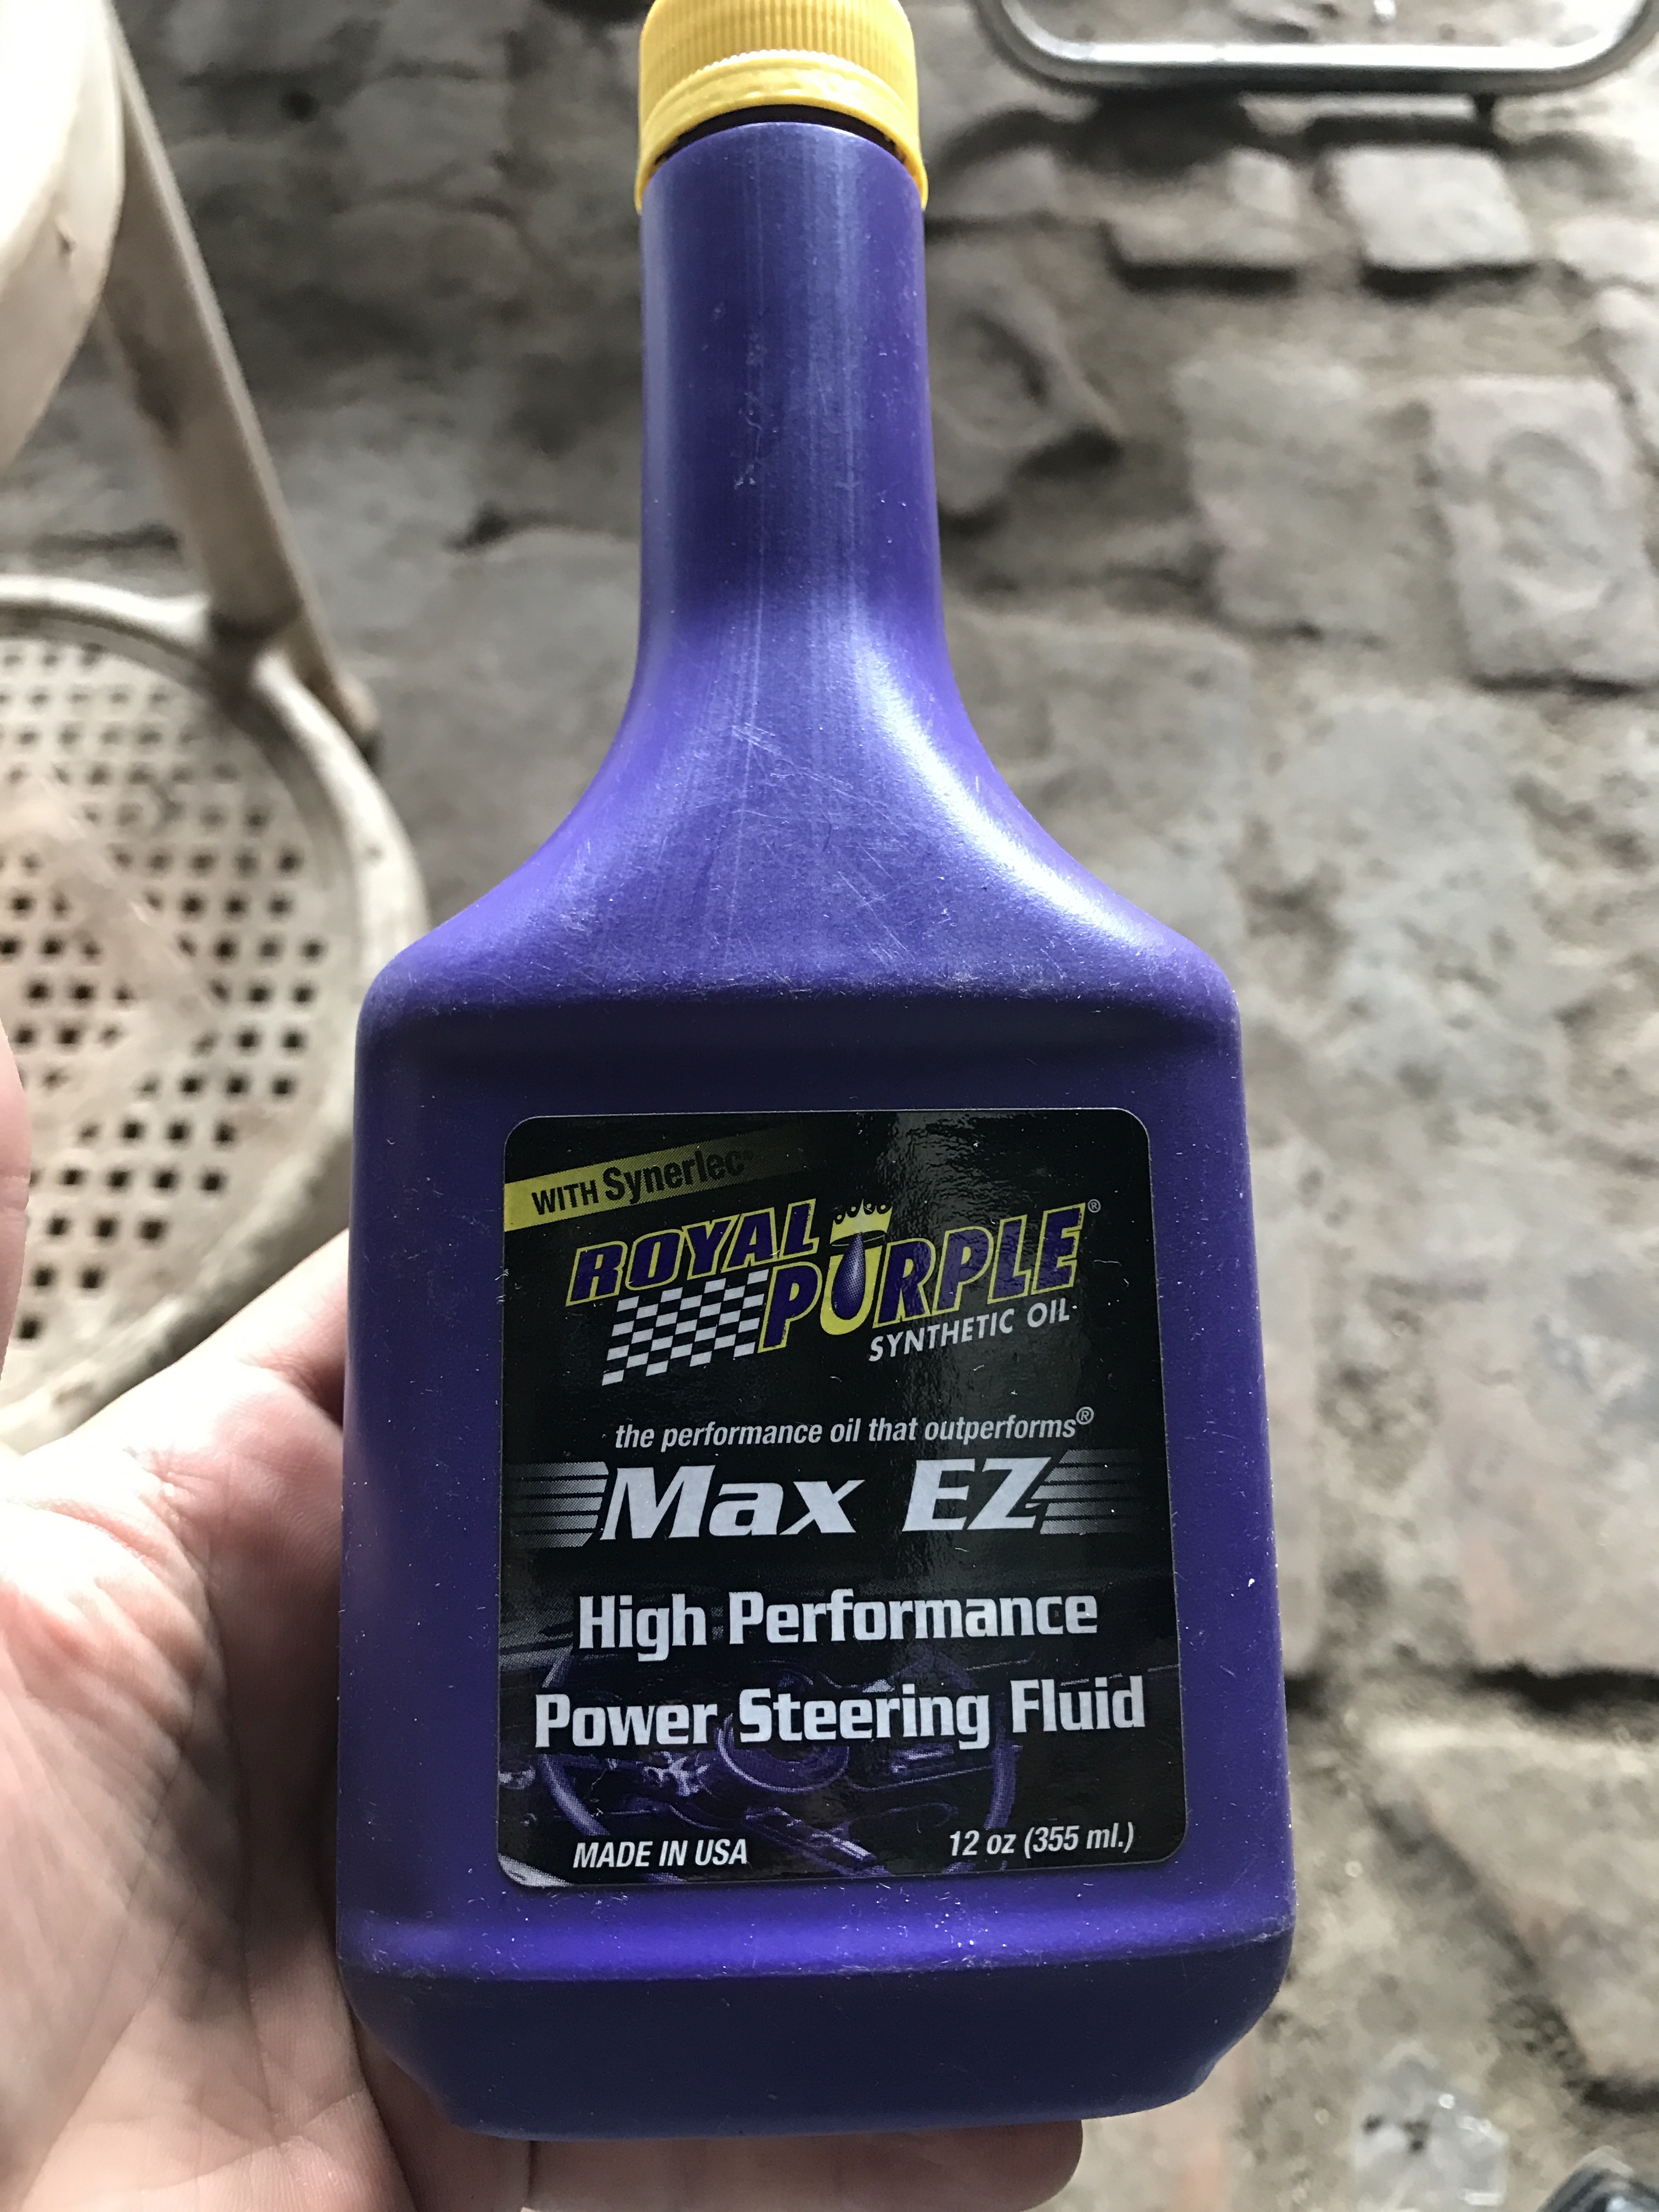 WITH Synerlec™
ROYAL
PURPLE®
SYNTHETIC OIL
the performance oil that outperforms®
Max EZ
High Performance
Power Steering Fluid
MADE IN USA
12 oz (355 ml.)